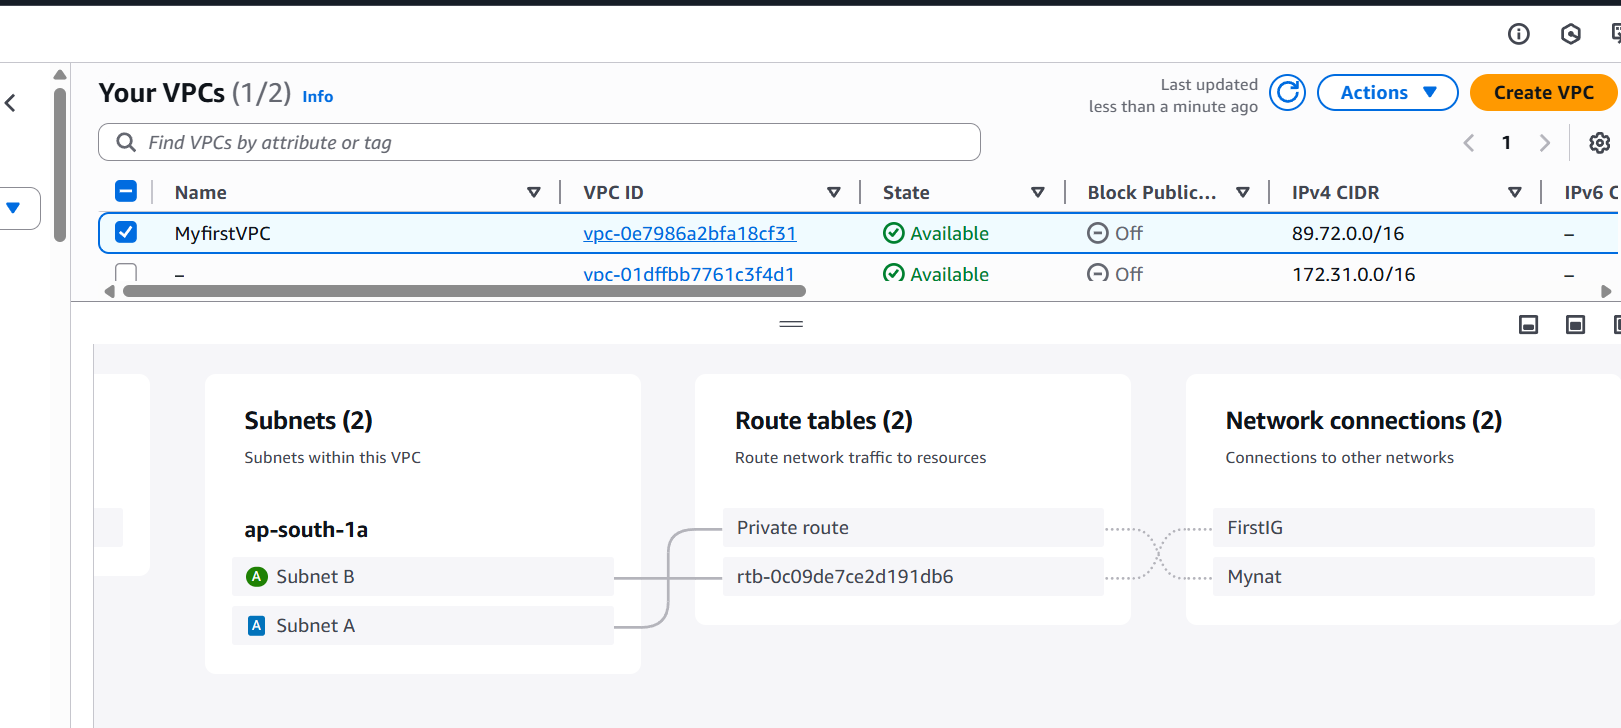 Your VPCs (1/2) Info
Last updated
less than a minute ago
Actions
Create VPC
Find VPCs by attribute or tag
1
Name VPC ID State Block Public... IPv4 CIDR IPv6 C
MyfirstVPC vpc-0e7986a2bfa18cf31 Available Off 89.72.0.0/16 –
– vpc-01dffbb7761c3f4d1 Available Off 172.31.0.0/16 –
Subnets (2)
Subnets within this VPC
ap-south-1a
A Subnet B
A Subnet A
Route tables (2)
Route network traffic to resources
Private route
rtb-0c09de7ce2d191db6
Network connections (2)
Connections to other networks
FirstIG
Mynat